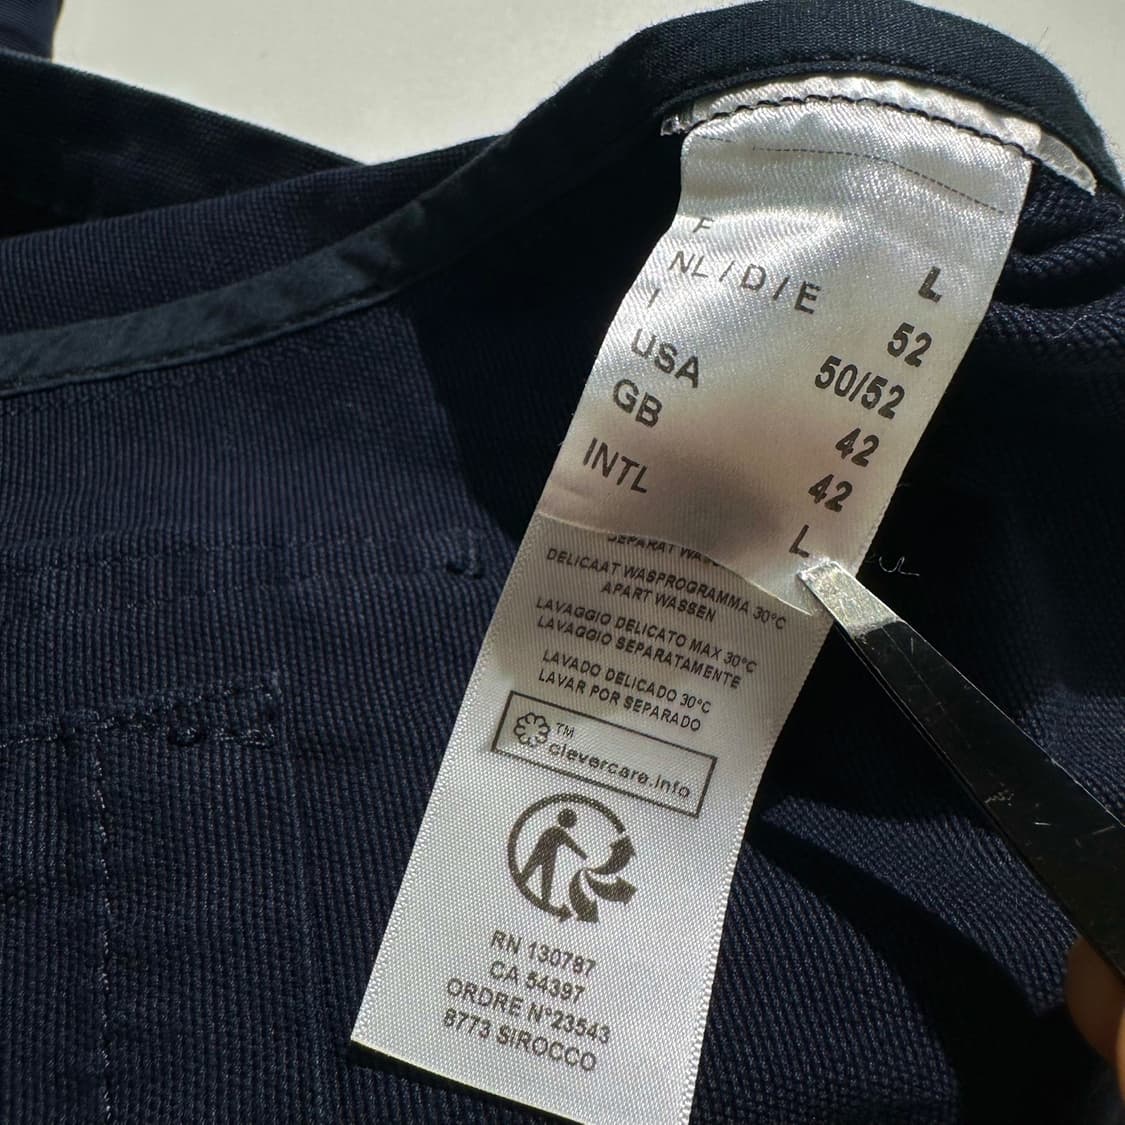 F L
NL / D / E 52
I 50/52
USA 42
GB 42
INTL L
SEPARAT
DELICAAT WASPROGRAMMA 30°C
APART WASSEN
LAVAGGIO DELICATO MAX 30°C
LAVAGGIO SEPARATAMENTE
LAVADO DELICADO 30°C
LAVAR POR SEPARADO
TM
clevercare.info
RN 130787
CA 54397
ORDRE N°23543
8773 SIROCCO